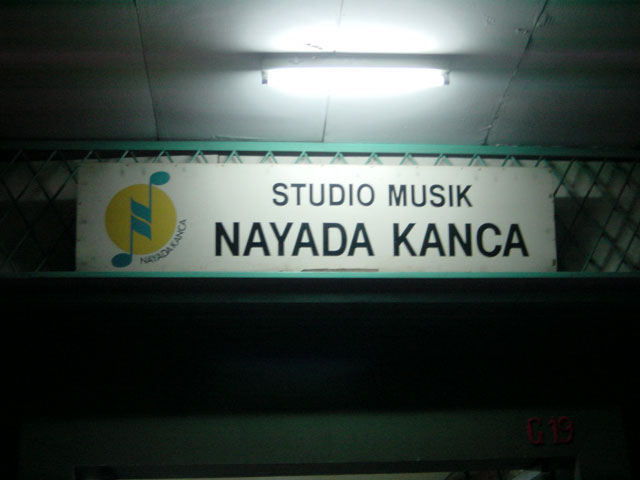 STUDIO MUSIK
NAYADA KANCA
NAYADA KANCA
G 19